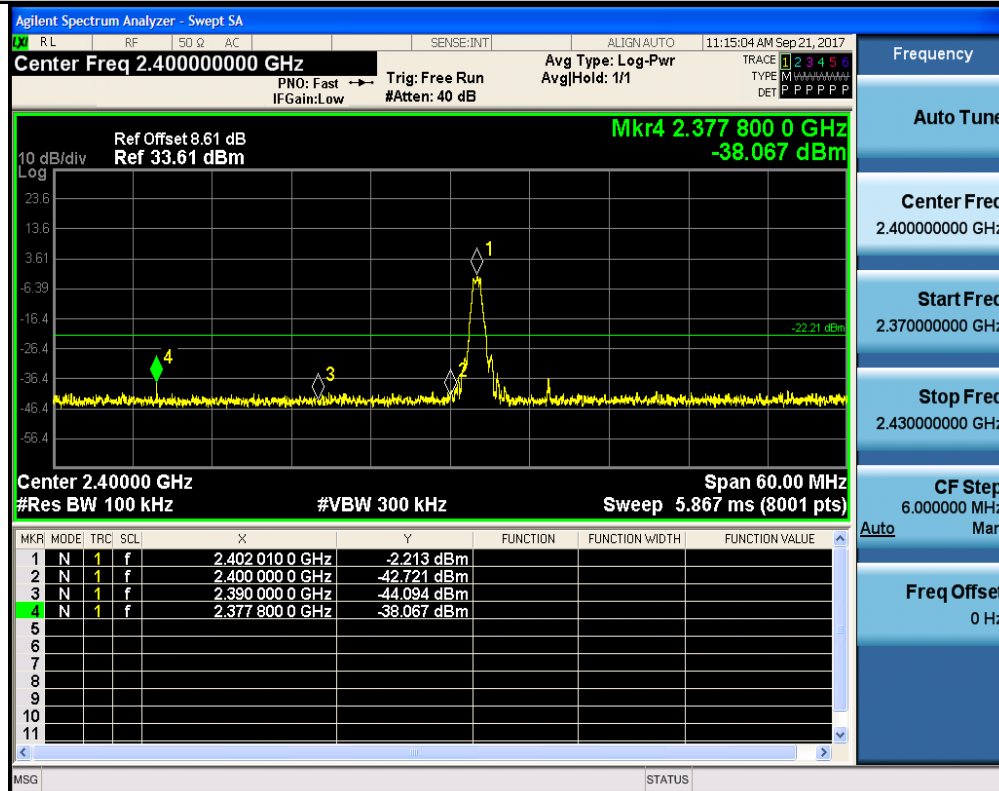 Agilent Spectrum Analyzer - Swept SA
LXI RL RF 50 Ω AC SENSE:INT ALIGN AUTO 11:15:04 AM Sep 21, 2017
Center Freq 2.400000000 GHz
PNO: Fast
IFGain:Low
Trig: Free Run
#Atten: 40 dB
Avg Type: Log-Pwr
Avg|Hold: 1/1
TRACE 1 2 3 4 5 6
TYPE M
DET P P P P P P
Ref Offset 8.61 dB
10 dB/div Ref 33.61 dBm
Log
Mkr4 2.377 800 0 GHz
-38.067 dBm
23.6
13.6
3.61
-6.39
-16.4
-26.4
-36.4
-46.4
-56.4
1
-22.21 dBm
4
3
2
Center 2.40000 GHz Span 60.00 MHz
#Res BW 100 kHz #VBW 300 kHz Sweep 5.867 ms (8001 pts)
MKR MODE TRC SCL X Y FUNCTION FUNCTION WIDTH FUNCTION VALUE
1 N 1 f 2.402 010 0 GHz -2.213 dBm
2 N 1 f 2.400 000 0 GHz -42.721 dBm
3 N 1 f 2.390 000 0 GHz -44.094 dBm
4 N 1 f 2.377 800 0 GHz -38.067 dBm
5
6
7
8
9
10
11
MSG STATUS
Frequency
Auto Tune
Center Freq
2.400000000 GHz
Start Freq
2.370000000 GHz
Stop Freq
2.430000000 GHz
CF Step
6.000000 MHz
Auto Man
Freq Offset
0 Hz